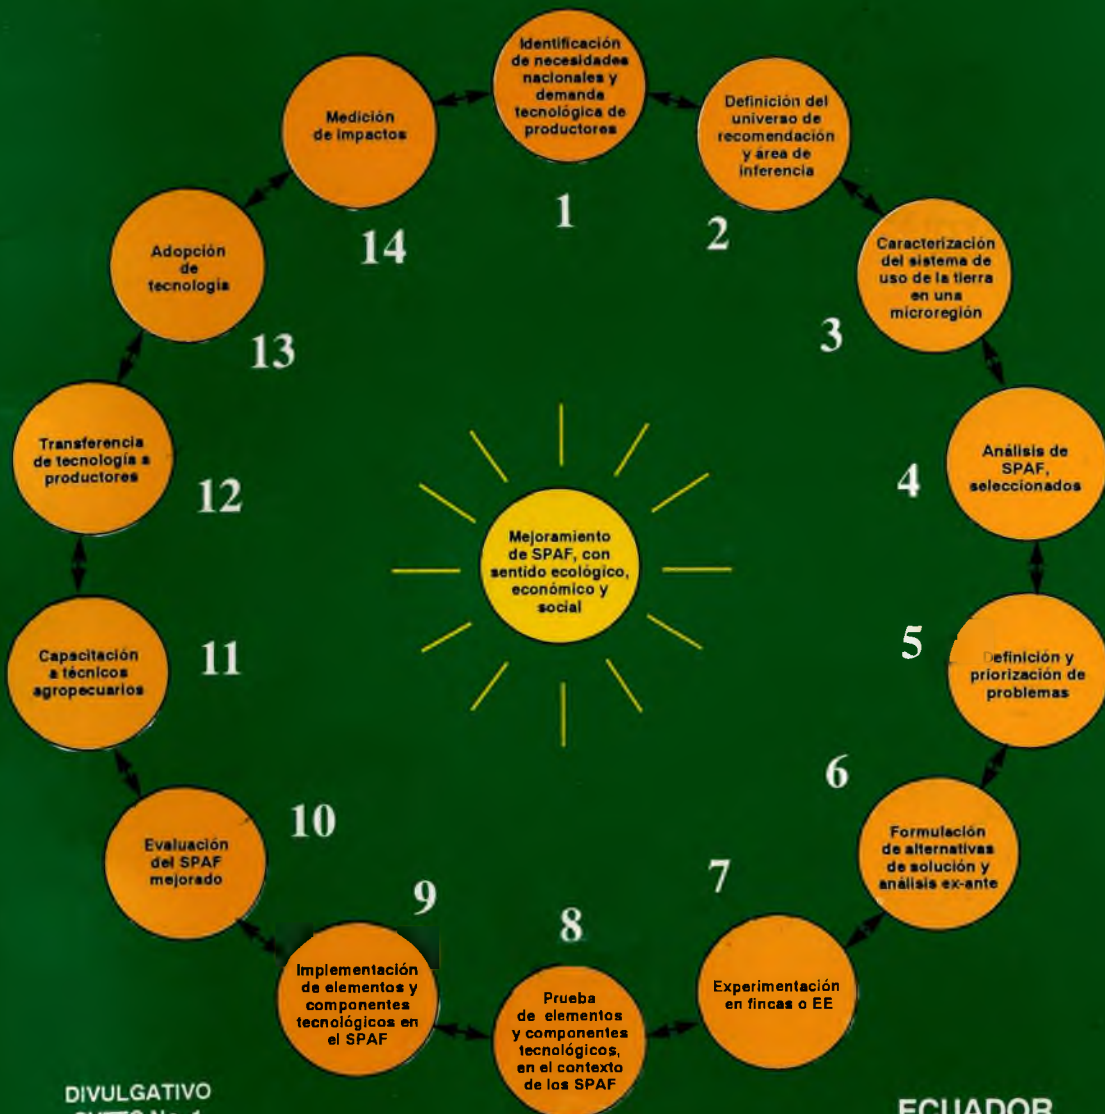 Identificación
de necesidades
nacionales y
demanda
tecnológica de
productores
1
Definición del
universo de
recomendación
y área de
inferencia
2
Caracterización
del sistema de
uso de la tierra
en una
microregión
3
Análisis de
SPAF,
seleccionados
4
Definición y
priorización de
problemas
5
Formulación
de alternativas
de solución y
análisis ex-ante
6
Experimentación
en fincas o EE
7
Prueba
de elementos
y componentes
tecnológicos,
en el contexto
de los SPAF
8
Implementación
de elementos y
componentes
tecnológicos en
el SPAF
9
Evaluación
del SPAF
mejorado
10
Capacitación
a técnicos
agropecuarios
11
Transferencia
de tecnología a
productores
12
Adopción
de
tecnología
13
Medición
de impactos
14
Mejoramiento
de SPAF, con
sentido ecológico,
económico y
social
DIVULGATIVO
ECUADOR